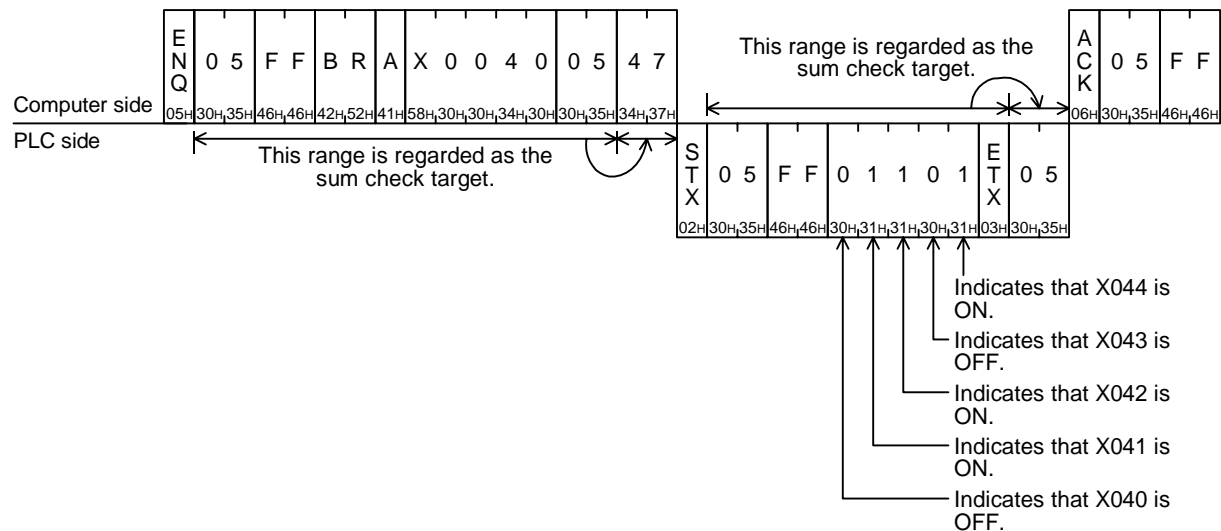 ENQ 0 5 F F B R A X 0 0 4 0 0 5 4 7
05H 30H 35H 46H 46H 42H 52H 41H 58H 30H 30H 34H 30H 30H 35H 34H 37H
This range is regarded as the
sum check target.
ACK 0 5 F F
06H 30H 35H 46H 46H
Computer side
PLC side
This range is regarded as the
sum check target.
STX 0 5 F F 0 1 1 0 1 ETX 0 5
02H 30H 35H 46H 46H 30H 31H 31H 30H 31H 03H 30H 35H
Indicates that X044 is
ON.
Indicates that X043 is
OFF.
Indicates that X042 is
ON.
Indicates that X041 is
ON.
Indicates that X040 is
OFF.